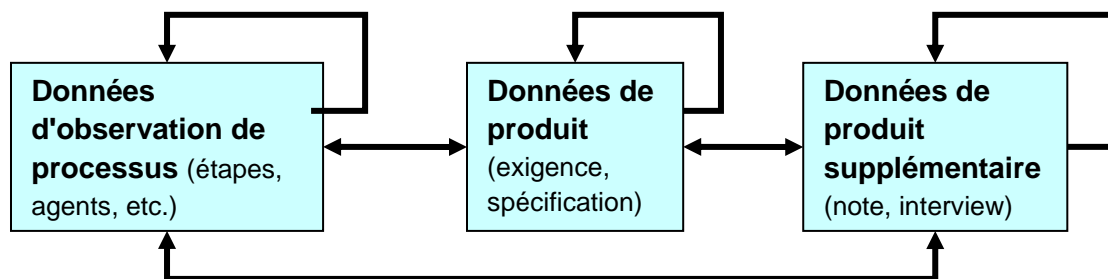 Données
d'observation de
processus (étapes,
agents, etc.)
Données de
produit
(exigence,
spécification)
Données de
produit
supplémentaire
(note, interview)